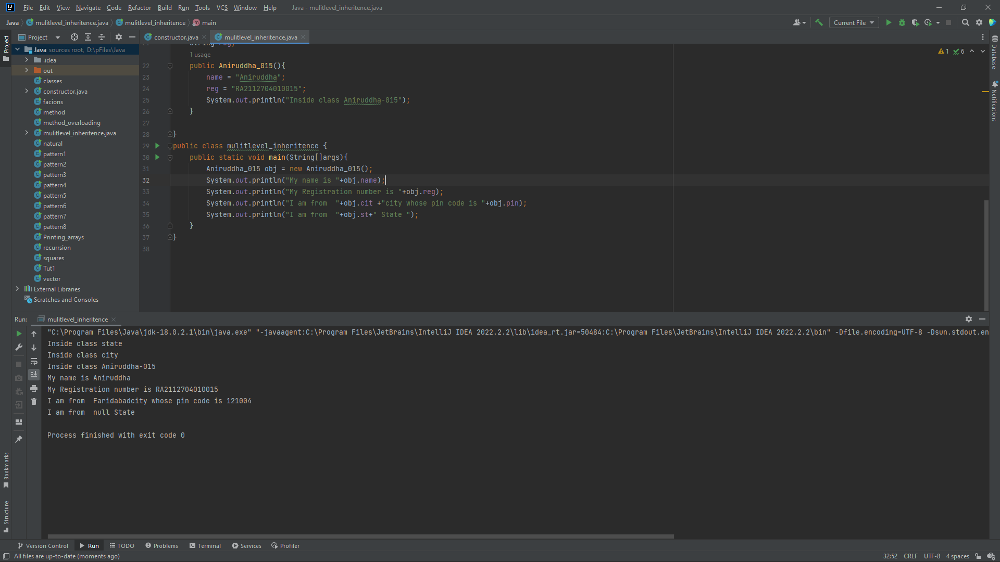 File Edit View Navigate Code Refactor Build Run Tools VCS Window Help Java - mulitlevel_inheritence.java
Java mulitlevel_inheritence.java mulitlevel_inheritence main Current File
Project constructor.java mulitlevel_inheritence.java
Project
Java sources root, D:\pFiles\Java
.idea
out
classes
constructor.java
facions
method
method_overloading
mulitlevel_inheritence.java
natural
pattern1
pattern2
pattern3
pattern4
pattern5
pattern6
pattern7
pattern8
Printing_arrays
recurrsion
squares
Tut1
vector
External Libraries
Scratches and Consoles
1 usage
1 6
22 public Aniruddha_015(){
23 name = "Aniruddha";
24 reg = "RA2112704010015";
25 System.out.println("Inside class Aniruddha-015");
26 }
27
28 }
29 public class mulitlevel_inheritence {
30 public static void main(String[]args){
31 Aniruddha_015 obj = new Aniruddha_015();
32 System.out.println("My name is "+obj.name);
33 System.out.println("My Registration number is "+obj.reg);
34 System.out.println("I am from  "+obj.cit +"city whose pin code is "+obj.pin);
35 System.out.println("I am from  "+obj.st+" State ");
36 }
37 }
38
Database
Notifications
Run: mulitlevel_inheritence
"C:\Program Files\Java\jdk-18.0.2.1\bin\java.exe" "-javaagent:C:\Program Files\JetBrains\IntelliJ IDEA 2022.2.2\lib\idea_rt.jar=50484:C:\Program Files\JetBrains\IntelliJ IDEA 2022.2.2\bin" -Dfile.encoding=UTF-8 -Dsun.stdout.en
Inside class state
Inside class city
Inside class Aniruddha-015
My name is Aniruddha
My Registration number is RA2112704010015
I am from  Faridabadcity whose pin code is 121004
I am from  null State
Process finished with exit code 0
Bookmarks
Structure
Version Control Run TODO Problems Terminal Services Profiler
All files are up-to-date (moments ago) 32:52 CRLF UTF-8 4 spaces